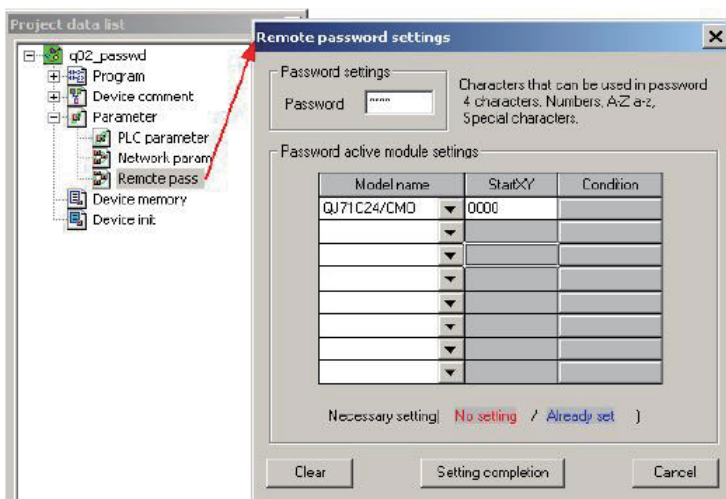 Project data list
q02_passwd
Program
Device comment
Parameter
PLC parameter
Network param
Remote pass
Device memory
Device init
Remote password settings
Password settings
Password ****
Characters that can be used in password
4 characters. Numbers, A-Z a-z,
Special characters.
Password active module settings
Model name StartXY Condition
QJ71C24/CMO 0000
Necessary setting( No setting / Already set )
Clear Setting completion Cancel